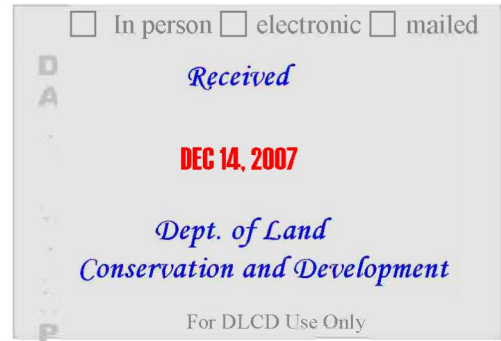 ☐ In person ☐ electronic ☐ mailed
D
A
Received
DEC 14, 2007
Dept. of Land
Conservation and Development
For DLCD Use Only
P